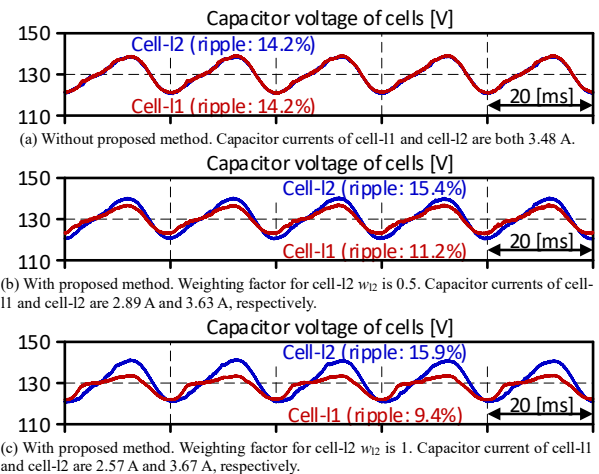 Capacitor voltage of cells [V]
150
Cell-l2 (ripple: 14.2%)
130
Cell-l1 (ripple: 14.2%)
20 [ms]
110
(a) Without proposed method. Capacitor currents of cell-l1 and cell-l2 are both 3.48 A.
Capacitor voltage of cells [V]
150
Cell-l2 (ripple: 15.4%)
130
Cell-l1 (ripple: 11.2%)
20 [ms]
110
(b) With proposed method. Weighting factor for cell-l2 wl2 is 0.5. Capacitor currents of cell-
l1 and cell-l2 are 2.89 A and 3.63 A, respectively.
Capacitor voltage of cells [V]
150
Cell-l2 (ripple: 15.9%)
130
Cell-l1 (ripple: 9.4%)
20 [ms]
110
(c) With proposed method. Weighting factor for cell-l2 wl2 is 1. Capacitor current of cell-l1
and cell-l2 are 2.57 A and 3.67 A, respectively.